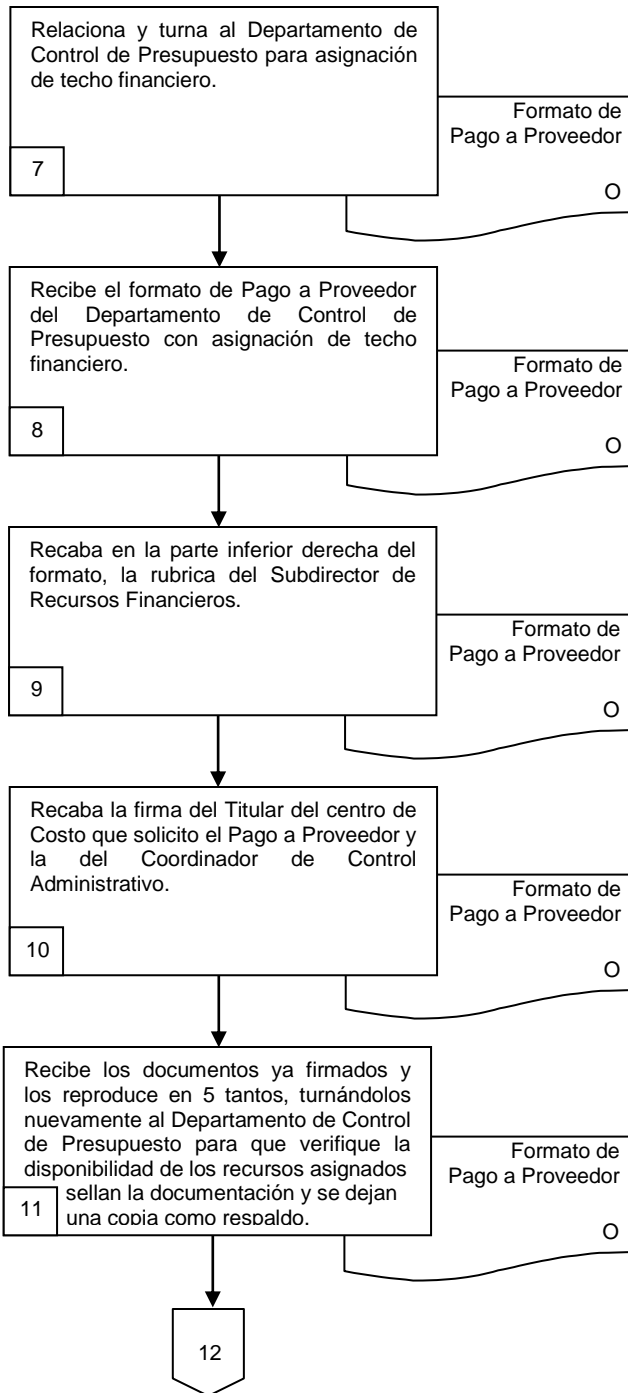 Relaciona y turna al Departamento de
Control de Presupuesto para asignación
de techo financiero.
Formato de
Pago a Proveedor
7
O
Recibe el formato de Pago a Proveedor
del Departamento de Control de
Presupuesto con asignación de techo
financiero.
Formato de
Pago a Proveedor
8
O
Recaba en la parte inferior derecha del
formato, la rubrica del Subdirector de
Recursos Financieros.
Formato de
Pago a Proveedor
9
O
Recaba la firma del Titular del centro de
Costo que solicito el Pago a Proveedor y
la del Coordinador de Control
Administrativo.
Formato de
Pago a Proveedor
10
O
Recibe los documentos ya firmados y
los reproduce en 5 tantos, turnándolos
nuevamente al Departamento de Control
de Presupuesto para que verifique la
disponibilidad de los recursos asignados
sellan la documentación y se dejan
una copia como respaldo.
Formato de
Pago a Proveedor
11
O
12